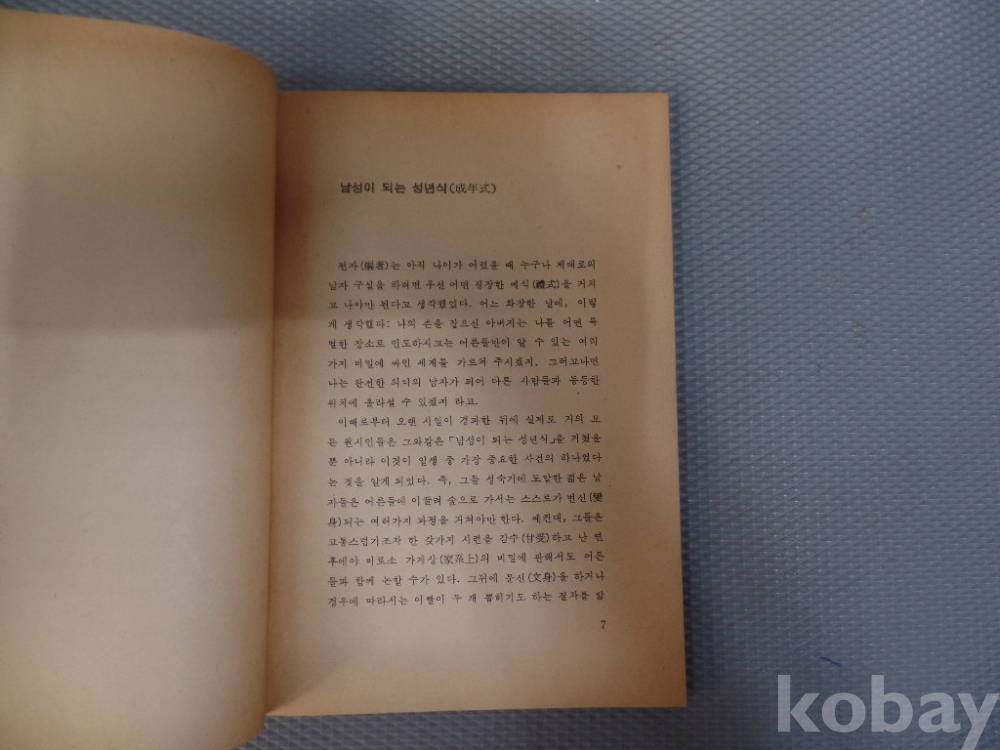 남성이 되는 성년식(成年式)
편자(編者)는 아직 나이가 어렸을 때 누구나 제대로의
남자 구실을 하려면 우선 어떤 굉장한 예식(禮式)을 거치
고 나야만 된다고 생각했었다. 어느 화창한 날에, 이렇
게 생각했다: 나의 손을 잡으신 아버지는 나를 어떤 특
별한 장소로 인도하시고는 어른들만이 알 수 있는 여러
가지 비밀에 싸인 세계를 가르쳐 주시겠지. 그러고나면
나는 완전한 의미의 남자가 되어 다른 사람들과 동등한
위치에 올라설 수 있겠지 라고.
이때로부터 오랜 시일이 경과한 뒤에 실제로 거의 모
든 원시인들은 그와같은 「남성이 되는 성년식」을 거쳤을
뿐 아니라 이것이 일생 중 가장 중요한 사건의 하나였다
는 것을 알게 되었다. 즉, 그들 성숙기에 도달한 젊은 남
자들은 어른들에 이끌려 숲으로 가서는 스스로가 변신(變
身)되는 여러가지 과정을 거쳐야만 한다. 예컨대, 그들은
고통스럽기조차 한 갖가지 시련을 감수(甘受)하고 난 연
후에야 비로소 가계상(家系上)의 비밀에 관해서도 어른
들과 함께 논할 수가 있다. 그뒤에 문신(文身)을 하거나
경우에 따라서는 이빨이 두 개 뽑히기도 하는 절차를 밟
7
kobay